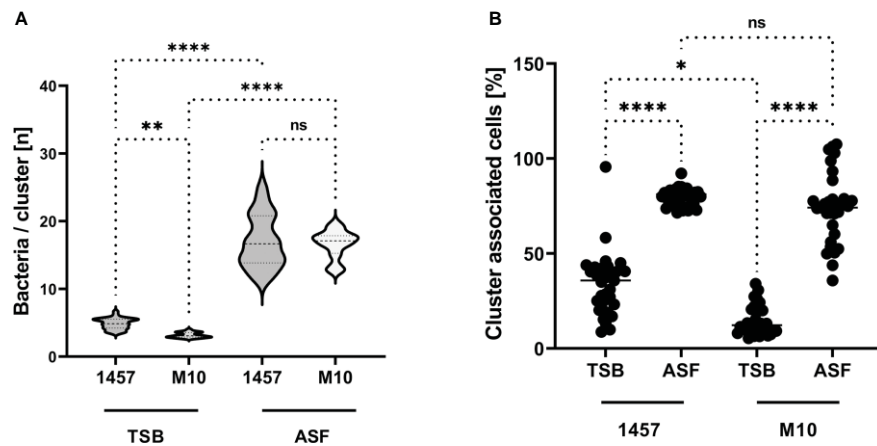 A
Bacteria / cluster [n]
40
30
20
10
0
****
****
**
ns
1457 M10 1457 M10
TSB ASF
B
Cluster associated cells [%]
150
100
50
0
ns
*
**** ****
TSB ASF TSB ASF
1457 M10